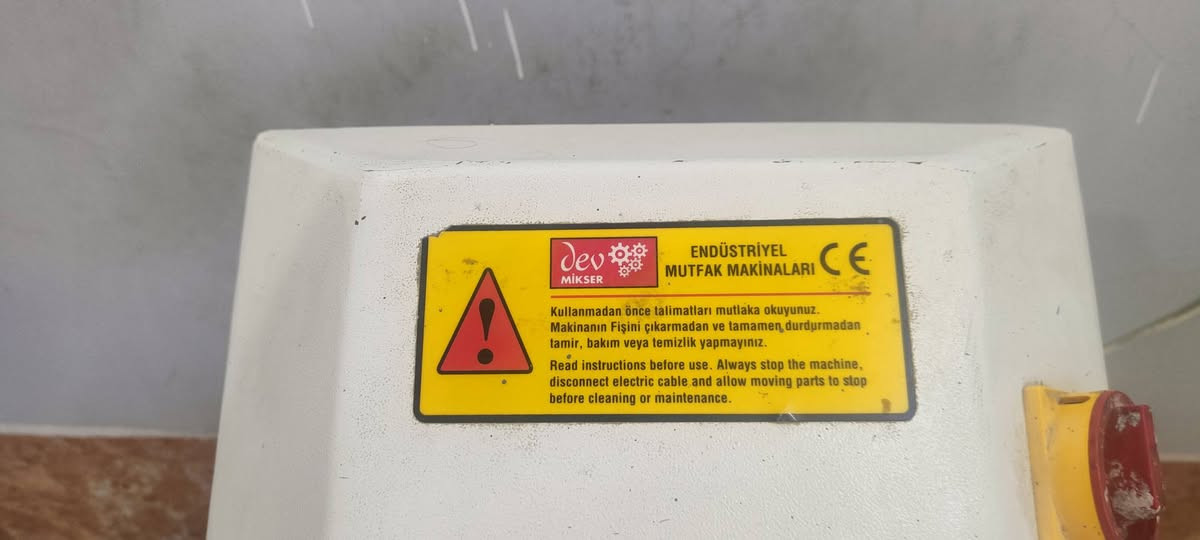 dev
MİKSER
ENDÜSTRİYEL
MUTFAK MAKİNALARI
CE
Kullanmadan önce talimatları mutlaka okuyunuz.
Makinanın Fişini çıkarmadan ve tamamen durdurmadan
tamir, bakım veya temizlik yapmayınız.
Read instructions before use. Always stop the machine,
disconnect electric cable and allow moving parts to stop
before cleaning or maintenance.